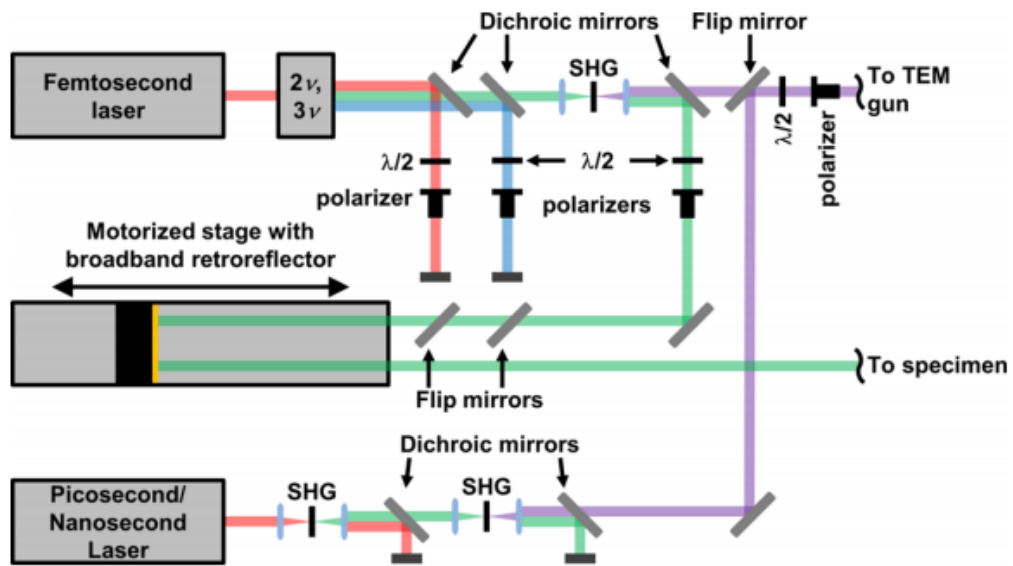 Dichroic mirrors
Flip mirror
Femtosecond
laser
2ν,
3ν
SHG
To TEM
gun
λ/2
polarizer
λ/2
λ/2
polarizer
polarizers
Motorized stage with
broadband retroreflector
To specimen
Flip mirrors
Dichroic mirrors
Picosecond/
Nanosecond
Laser
SHG
SHG